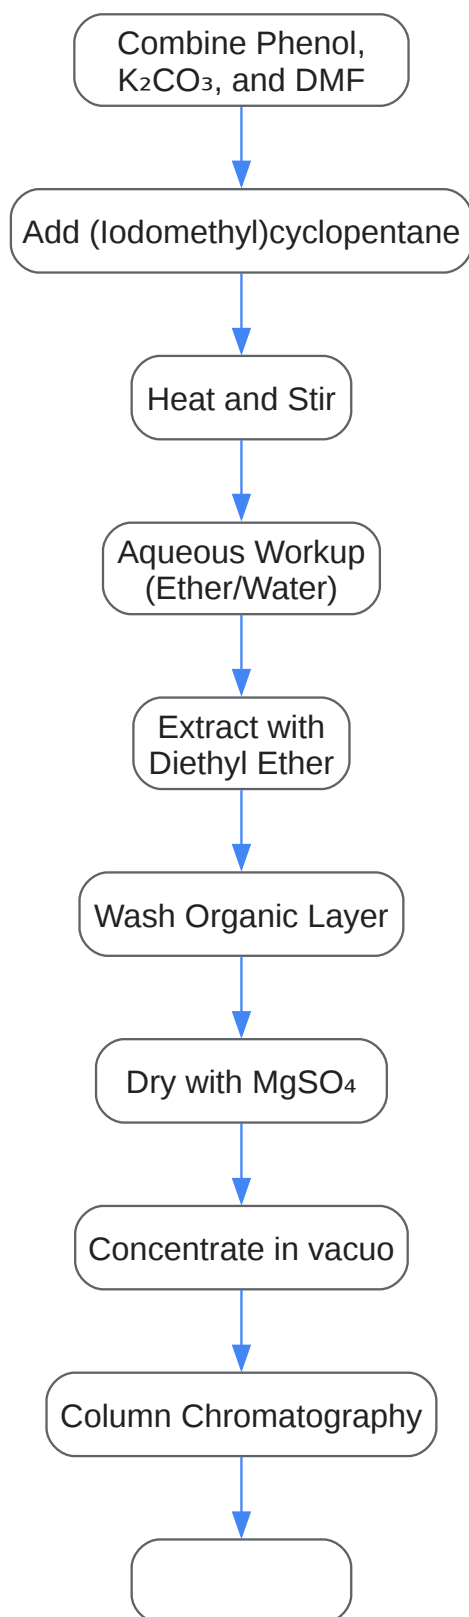 Combine Phenol,
K₂CO₃, and DMF
Add (Iodomethyl)cyclopentane
Heat and Stir
Aqueous Workup
(Ether/Water)
Extract with
Diethyl Ether
Wash Organic Layer
Dry with MgSO₄
Concentrate in vacuo
Column Chromatography